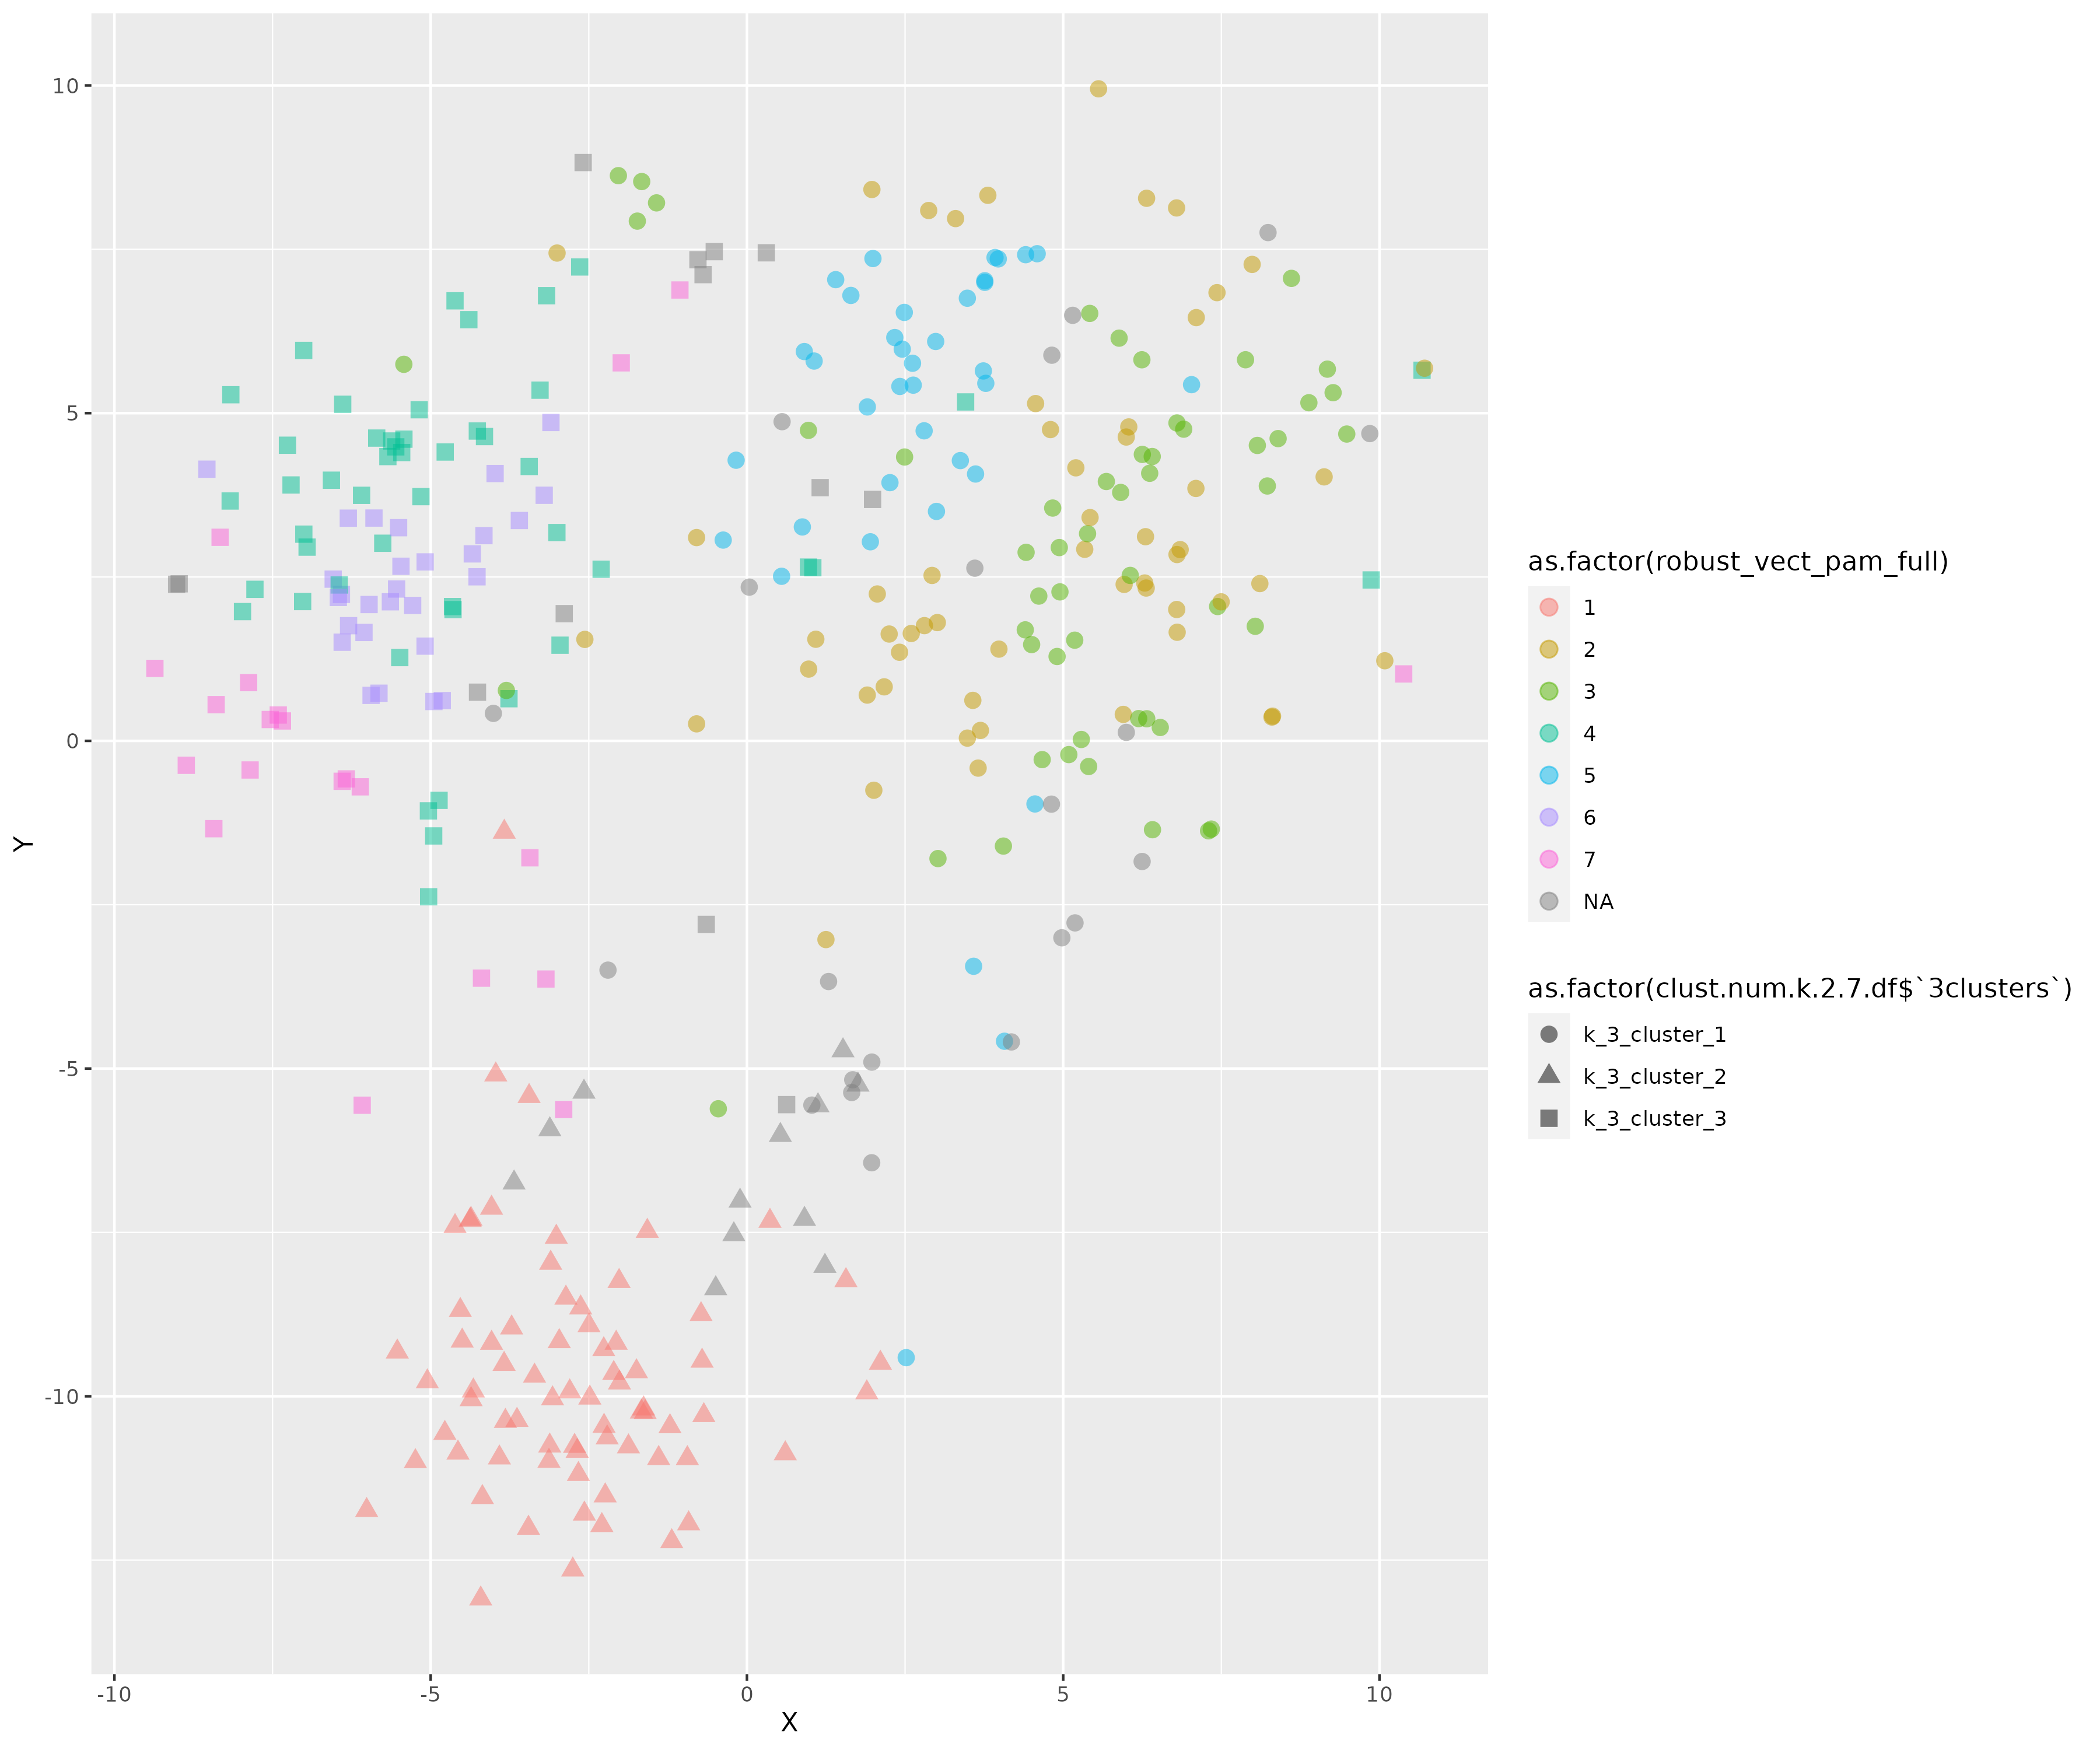 10
5
0
-5
-10
Y
-10
-5
0
5
10
X
as.factor(robust_vect_pam_full)
1
2
3
4
5
6
7
NA
as.factor(clust.num.k.2.7.df$`3clusters`)
k_3_cluster_1
k_3_cluster_2
k_3_cluster_3